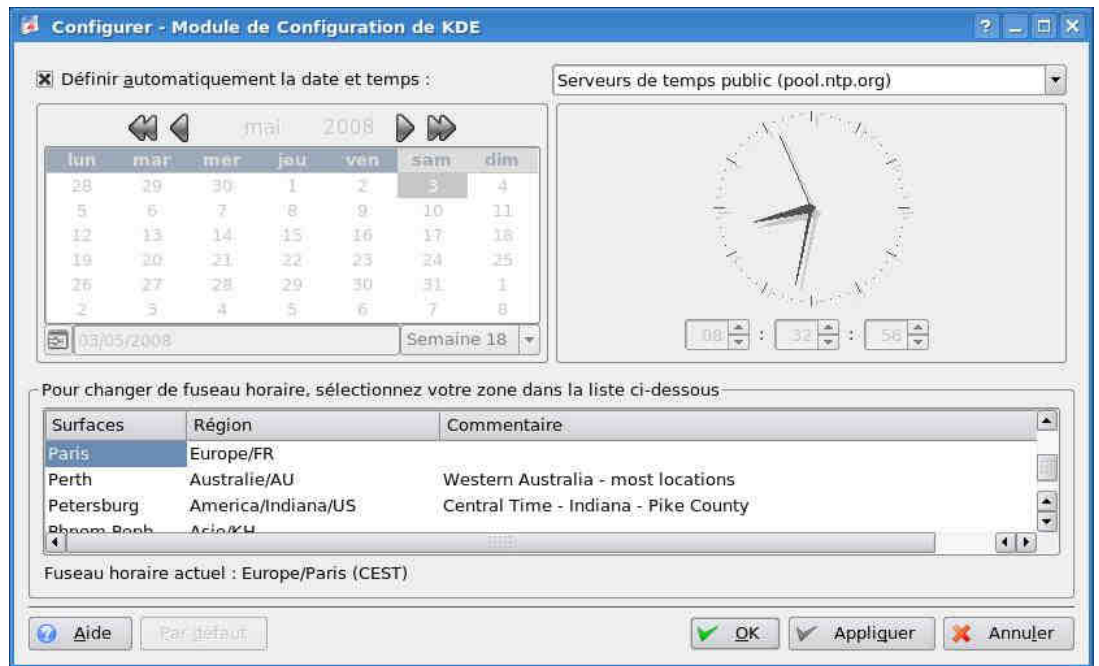 Configurer - Module de Configuration de KDE
Définir automatiquement la date et temps :
Serveurs de temps public (pool.ntp.org)
mai 2008
lun mar mer jeu ven sam dim
28 29 30 1 2 3 4
5 6 7 8 9 10 11
12 13 14 15 16 17 18
19 20 21 22 23 24 25
26 27 28 29 30 31 1
2 3 4 5 6 7 8
03/05/2008 Semaine 18
08 : 32 : 56
Pour changer de fuseau horaire, sélectionnez votre zone dans la liste ci-dessous
Surfaces Région Commentaire
Paris Europe/FR
Perth Australie/AU Western Australia - most locations
Petersburg America/Indiana/US Central Time - Indiana - Pike County
Phnom Penh Asie/KH
Fuseau horaire actuel : Europe/Paris (CEST)
Aide Par défaut OK Appliquer Annuler